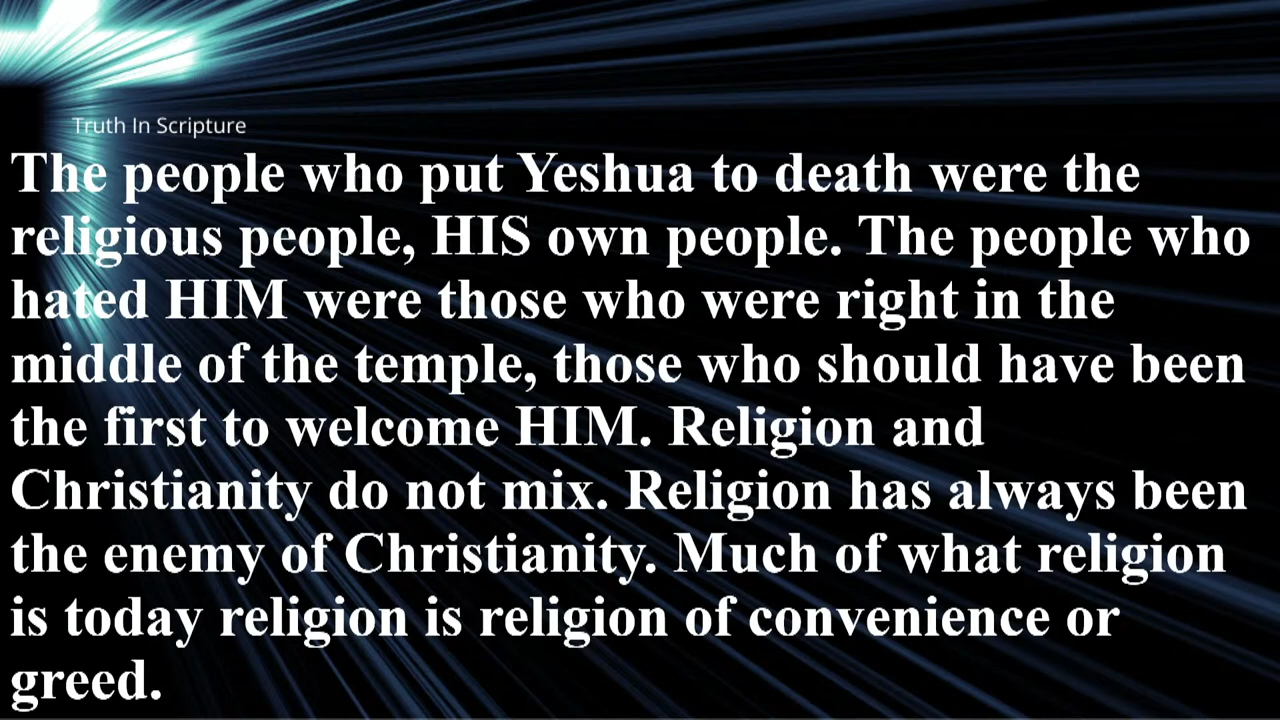 Truth In Scripture
The people who put Yeshua to death were the
religious people, HIS own people. The people who
hated HIM were those who were right in the
middle of the temple, those who should have been
the first to welcome HIM. Religion and
Christianity do not mix. Religion has always been
the enemy of Christianity. Much of what religion
is today religion is religion of convenience or
greed.